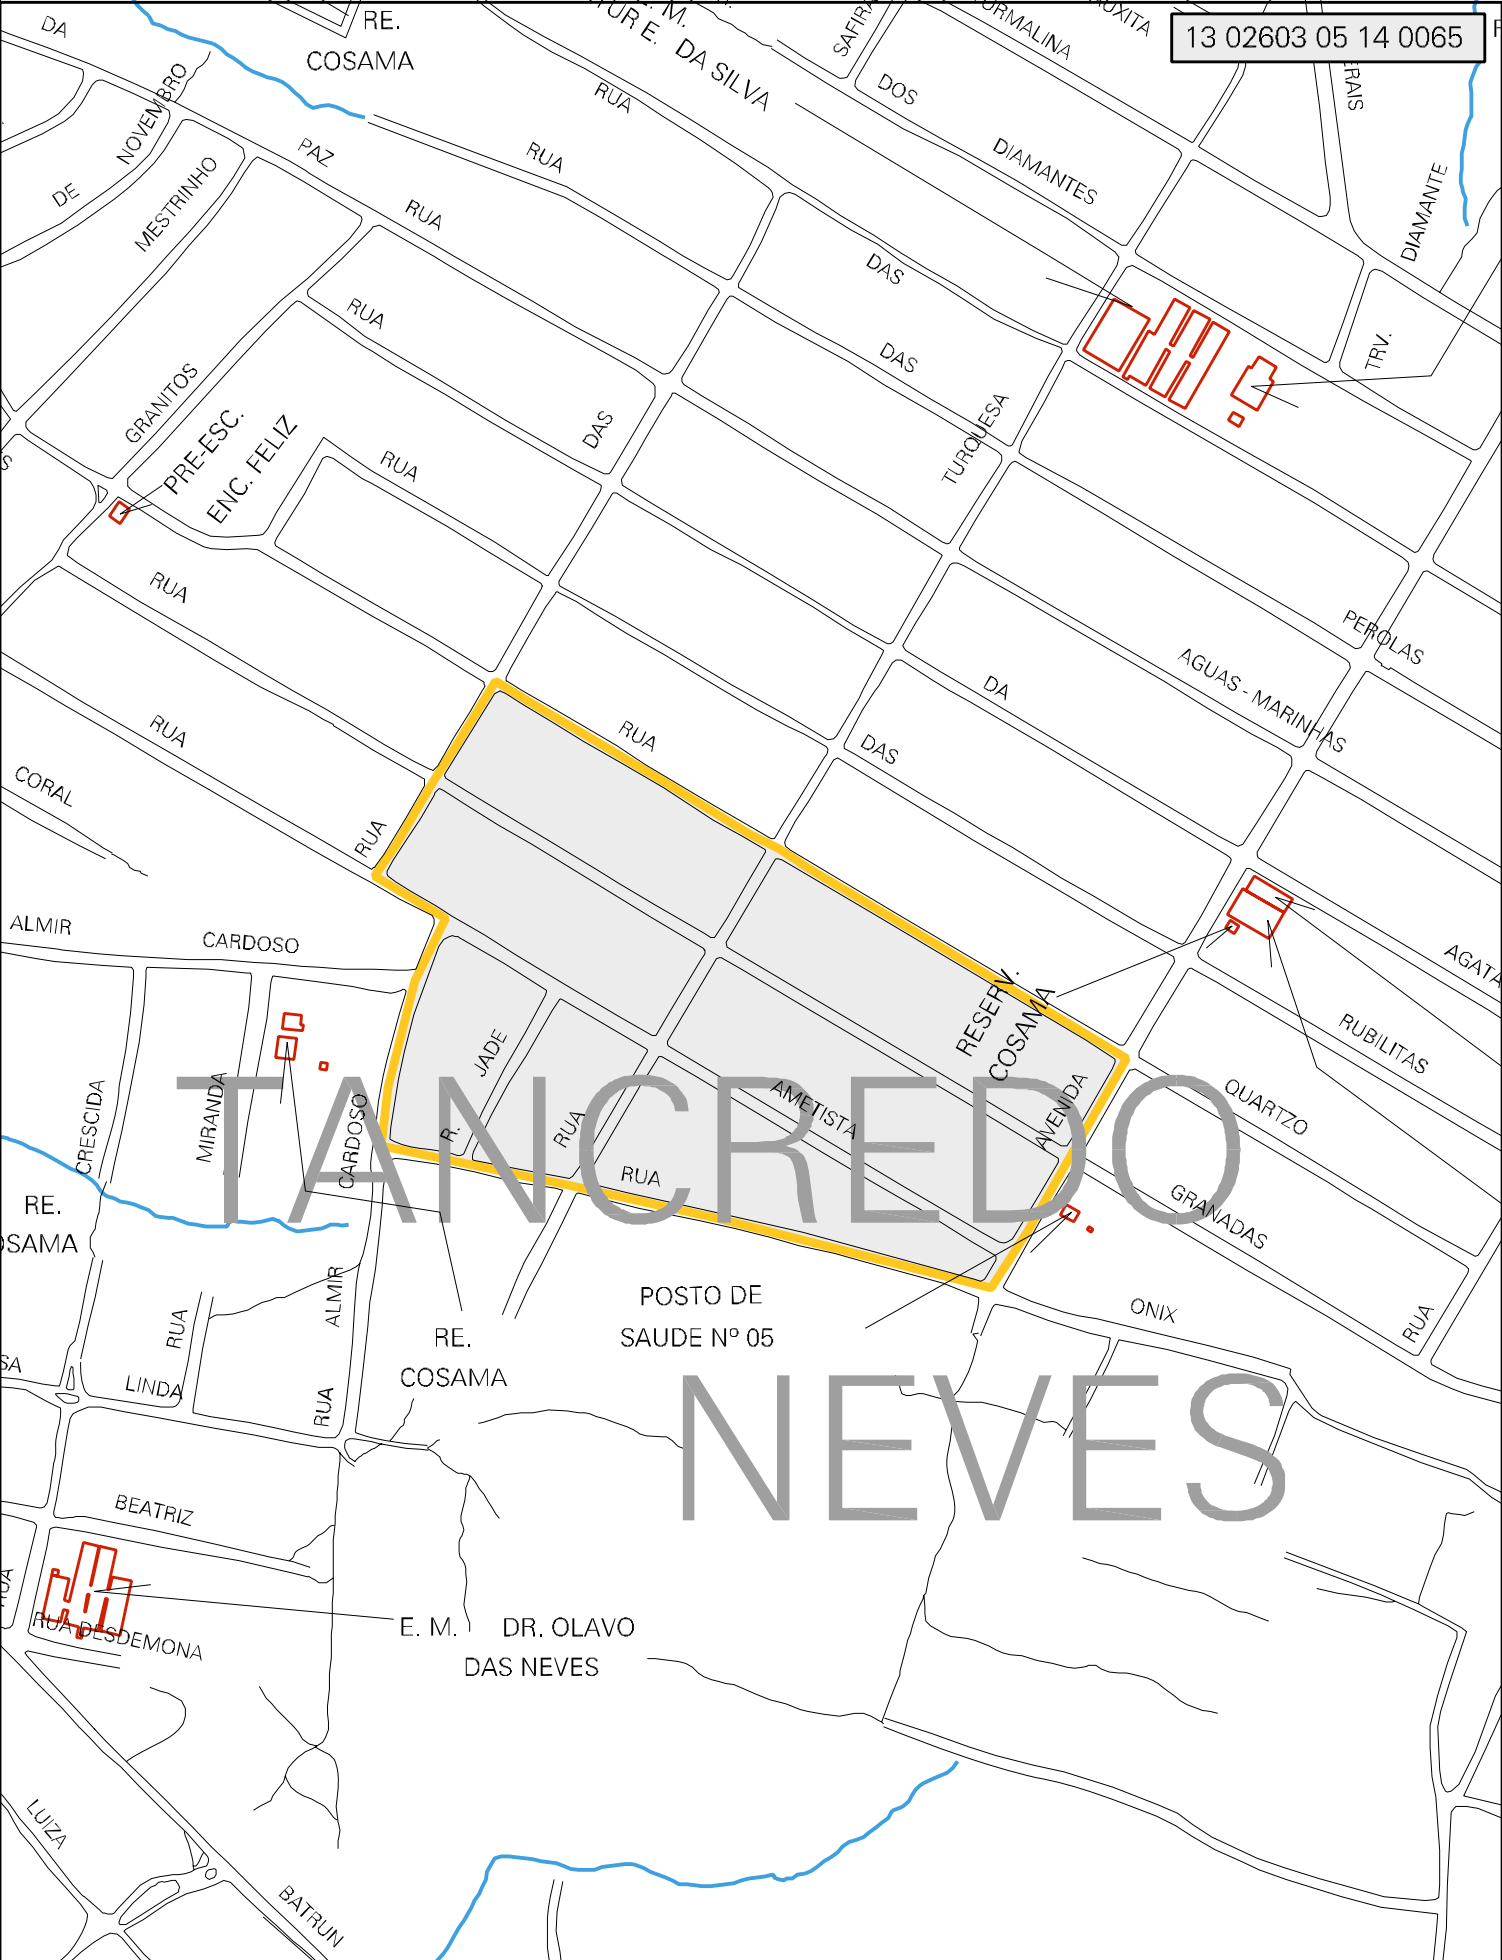 DA
RE.
COSAMA
E. M.
TUR E. DA SILVA
SAFIRA
DOS
13 02603 05 14 0065
NOVEMBRO
DE
MESTRINHO
PAZ
RUA
RUA
RUA
DIAMANTES
DIAMANTE
RUA
DAS
DAS
TRV.
GRANITOS
PRE-ESC.
ENC. FELIZ
RUA
DAS
TURQUESA
RUA
PEROLAS
AGUAS - MARINHAS
DA
RUA
RUA
DAS
CORAL
RUA
ALMIR
CARDOSO
RESERV.
COSAMA
AGATA
RUBILITAS
QUARTZO
JADE
R.
RUA
AMETISTA
AVENIDA
RUA
GRANADAS
CRESCIDA
MIRANDA
CARDOSO
TANCREDO
NEVES
RE.
OSAMA
ALMIR
RUA
RUA
RE.
COSAMA
POSTO DE
SAUDE Nº 05
ONIX
RUA
SA
LINDA
BEATRIZ
RUA DESDEMONA
E. M. DR. OLAVO
DAS NEVES
LUIZA
BATRUN